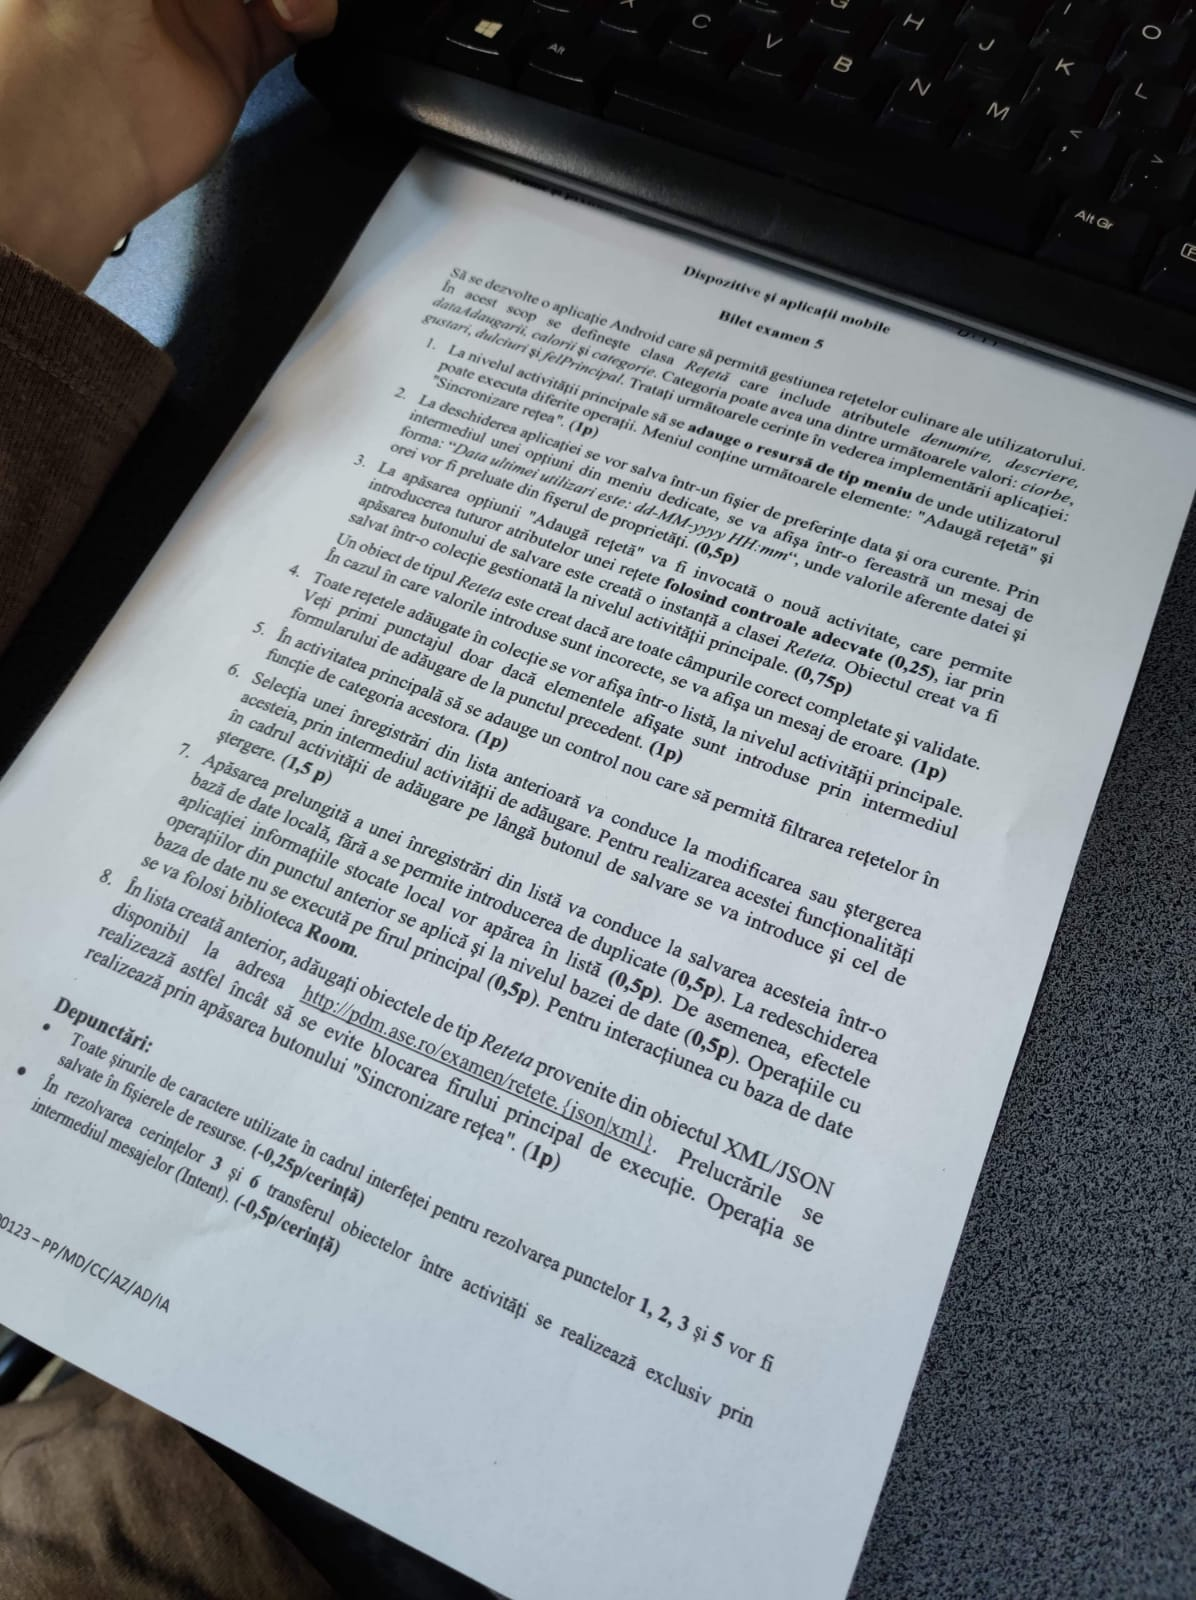 C
V
B
G
H
N
J
M
I
K
O
L
Alt
Alt Gr
Dispozitive și aplicații mobile
Bilet examen 5
Să se dezvolte o aplicație Android care să permită gestiunea rețetelor culinare ale utilizatorului.
În acest scop se definește clasa Rețetă care include atributele denumire, descriere,
dataAdaugarii, calorii și categorie. Categoria poate avea una dintre următoarele valori: ciorbe,
gustari, dulciuri și felPrincipal. Tratați următoarele cerințe în vederea implementării aplicației:
1. La nivelul activității principale să se adauge o resursă de tip meniu de unde utilizatorul
poate executa diferite operații. Meniul conține următoarele elemente: "Adaugă rețetă" și
"Sincronizare rețea". (1p)
2. La deschiderea aplicației se vor salva într-un fișier de preferințe data și ora curente. Prin
intermediul unei opțiuni din meniu dedicate, se va afișa într-o fereastră un mesaj de
forma: “Data ultimei utilizari este: dd-MM-yyyy HH:mm“, unde valorile aferente datei și
orei vor fi preluate din fișerul de proprietăți. (0,5p)
3. La apăsarea opțiunii "Adaugă rețetă" va fi invocată o nouă activitate, care permite
introducerea tuturor atributelor unei rețete folosind controale adecvate (0,25), iar prin
apăsarea butonului de salvare este creată o instanță a clasei Reteta. Obiectul creat va fi
salvat într-o colecție gestionată la nivelul activității principale. (0,75p)
Un obiect de tipul Reteta este creat dacă are toate câmpurile corect completate și validate.
În cazul în care valorile introduse sunt incorecte, se va afișa un mesaj de eroare. (1p)
4. Toate rețetele adăugate în colecție se vor afișa într-o listă, la nivelul activității principale.
Veți primi punctajul doar dacă elementele afișate sunt introduse prin intermediul
formularului de adăugare de la punctul precedent. (1p)
5. În activitatea principală să se adauge un control nou care să permită filtrarea rețetelor în
funcție de categoria acestora. (1p)
6. Selecția unei înregistrări din lista anterioară va conduce la modificarea sau ștergerea
acesteia, prin intermediul activității de adăugare. Pentru realizarea acestei funcționalități
în cadrul activității de adăugare pe lângă butonul de salvare se va introduce și cel de
ștergere. (1,5 p)
7. Apăsarea prelungită a unei înregistrări din listă va conduce la salvarea acesteia într-o
bază de date locală, fără a se permite introducerea de duplicate (0,5p). La redeschiderea
aplicației informațiile stocate local vor apărea în listă (0,5p). De asemenea, efectele
operațiilor din punctul anterior se aplică și la nivelul bazei de date (0,5p). Operațiile cu
baza de date nu se execută pe firul principal (0,5p). Pentru interacțiunea cu baza de date
se va folosi biblioteca Room.
8. În lista creată anterior, adăugați obiectele de tip Reteta provenite din obiectul XML/JSON
disponibil la adresa http://pdm.ase.ro/examen/retete.{json|xml}. Prelucrările se
realizează astfel încât să se evite blocarea firului principal de execuție. Operația se
realizează prin apăsarea butonului "Sincronizare rețea". (1p)
Depunctări:
• Toate șirurile de caractere utilizate în cadrul interfeței pentru rezolvarea punctelor 1, 2, 3 și 5 vor fi
salvate în fișierele de resurse. (-0,25p/cerință)
• În rezolvarea cerințelor 3 și 6 transferul obiectelor între activități se realizează exclusiv prin
intermediul mesajelor (Intent). (-0,5p/cerință)
0123 – PP/MD/CC/AZ/AD/IA